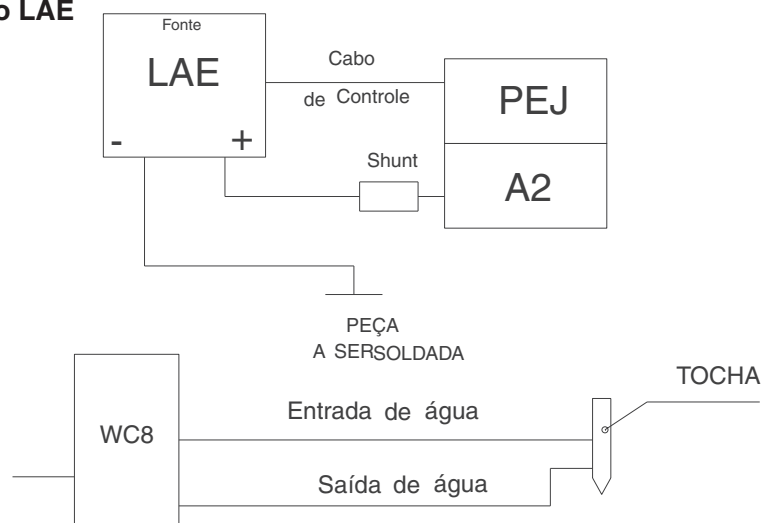 o LAE
Fonte
LAE
- +
Cabo
de Controle
PEJ
Shunt
A2
PEÇA
A SERSOLDADA
TOCHA
Entrada de água
WC8
Saída de água